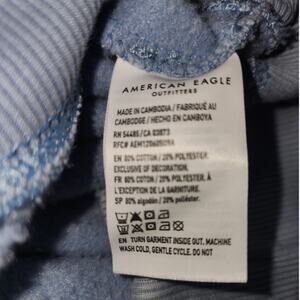 AMERICAN EAGLE
OUTFITTERS
MADE IN CAMBODIA / FABRIQUÉ AU
CAMBODGE / HECHO EN CAMBOYA
RN 54485/CA 03873
RFC#
EN 80% COTTON / 20% POLYESTER,
EXCLUSIVE OF DECORATION.
FR 80% COTON / 20% POLYESTER, À
L'EXCEPTION DE LA GARNITURE.
SP 80% algodón / 20% poliéster.
EN TURN GARMENT INSIDE OUT. MACHINE
WASH COLD, GENTLE CYCLE. DO NOT